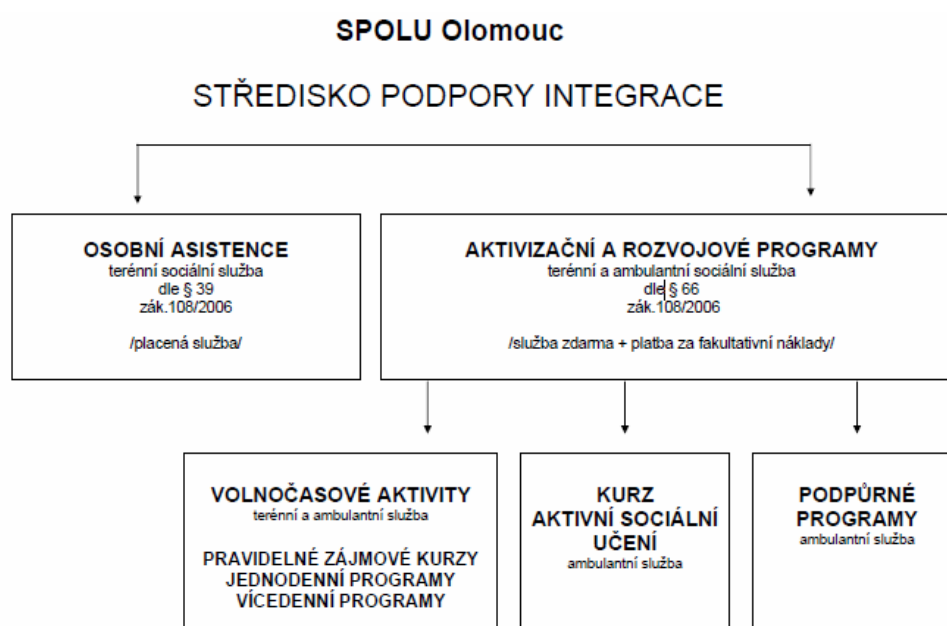 SPOLU Olomouc
STŘEDISKO PODPORY INTEGRACE
OSOBNÍ ASISTENCE
terénní sociální služba
dle § 39
zák.108/2006
/placená služba/
AKTIVIZAČNÍ A ROZVOJOVÉ PROGRAMY
terénní a ambulantní sociální služba
dle § 66
zák.108/2006
/služba zdarma + platba za fakultativní náklady/
VOLNOČASOVÉ AKTIVITY
terénní a ambulantní služba
PRAVIDELNÉ ZÁJMOVÉ KURZY
JEDNODENNÍ PROGRAMY
VÍCEDENNÍ PROGRAMY
KURZ
AKTIVNÍ SOCIÁLNÍ
UČENÍ
ambulantní služba
PODPŮRNÉ
PROGRAMY
ambulantní služba